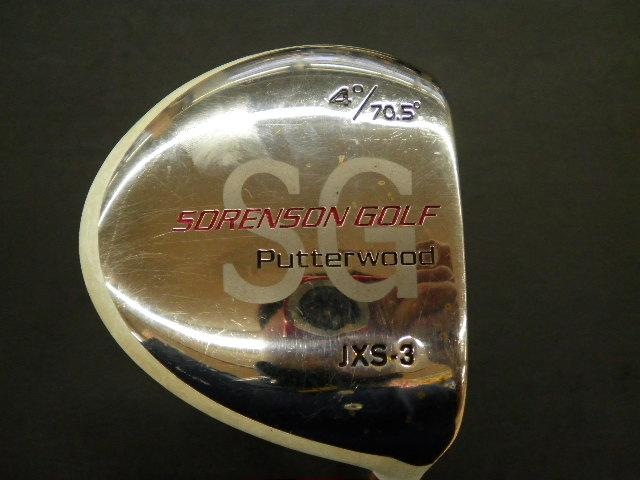 4°/70.5°
SG
SORENSON GOLF
Putterwood
JXS-3